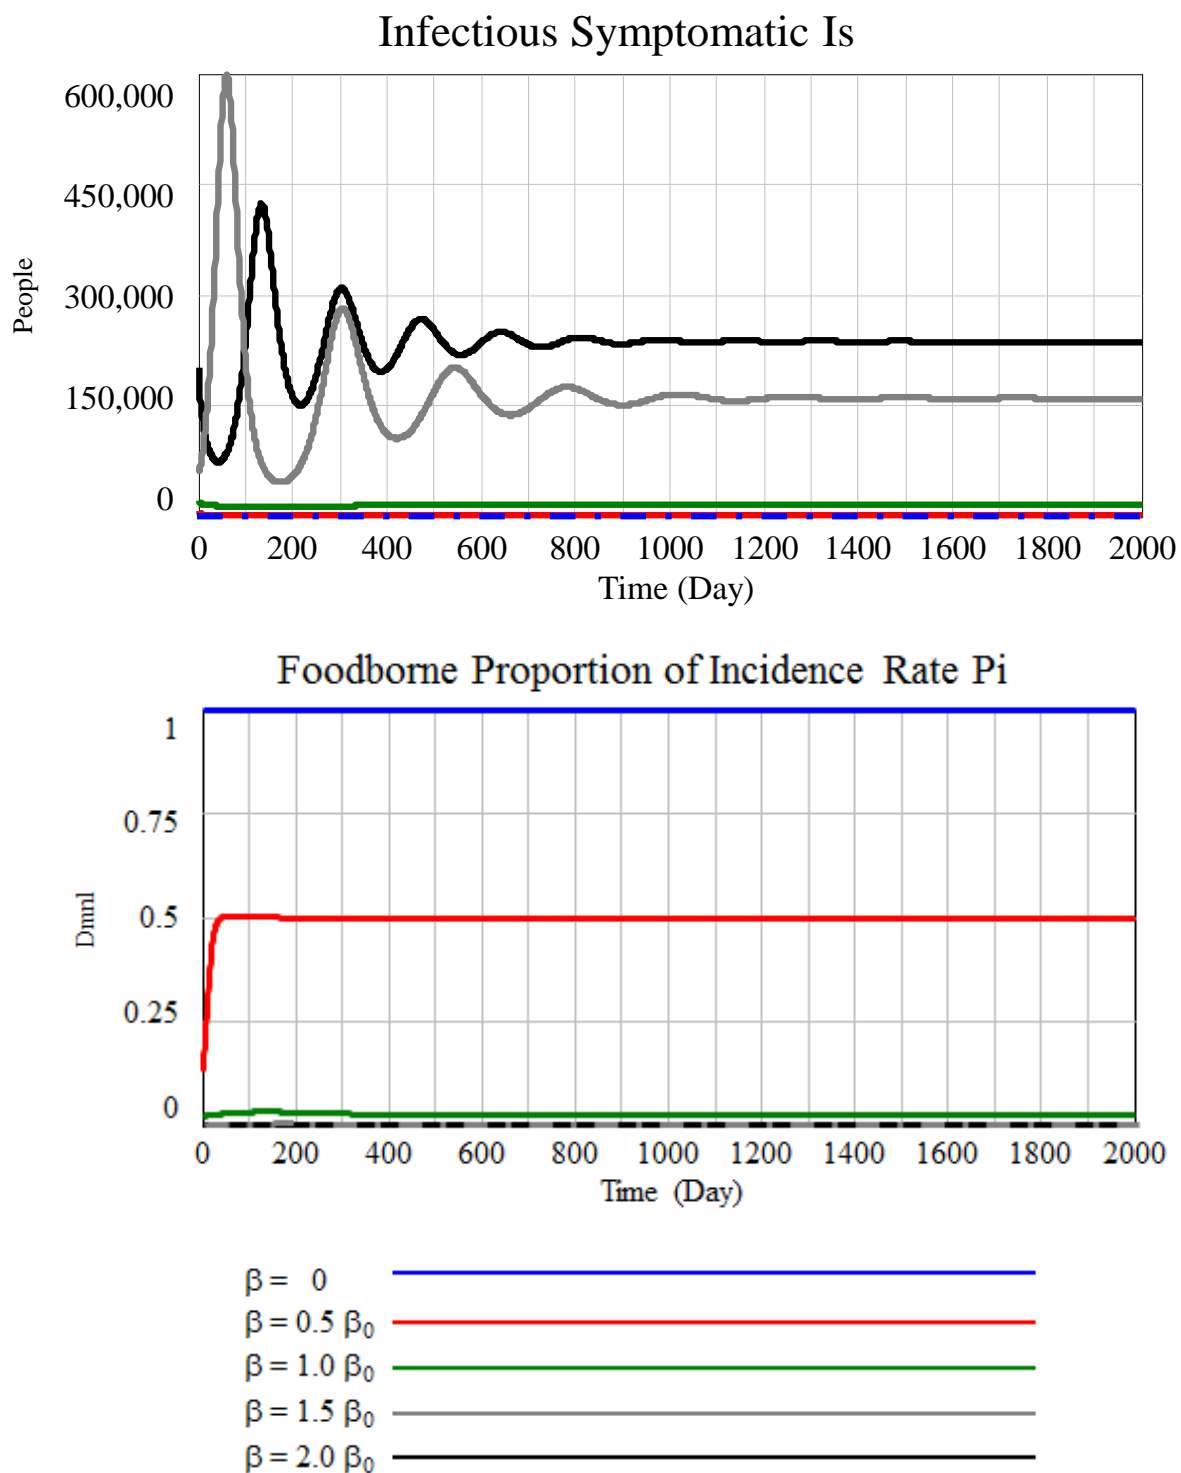 Infectious Symptomatic Is
600,000
450,000
300,000
150,000
0
People
0 200 400 600 800 1000 1200 1400 1600 1800 2000
Time (Day)
Foodborne Proportion of Incidence Rate Pi
1
0.75
0.5
0.25
0
Dmnl
0 200 400 600 800 1000 1200 1400 1600 1800 2000
Time (Day)
β = 0
β = 0.5 β₀
β = 1.0 β₀
β = 1.5 β₀
β = 2.0 β₀